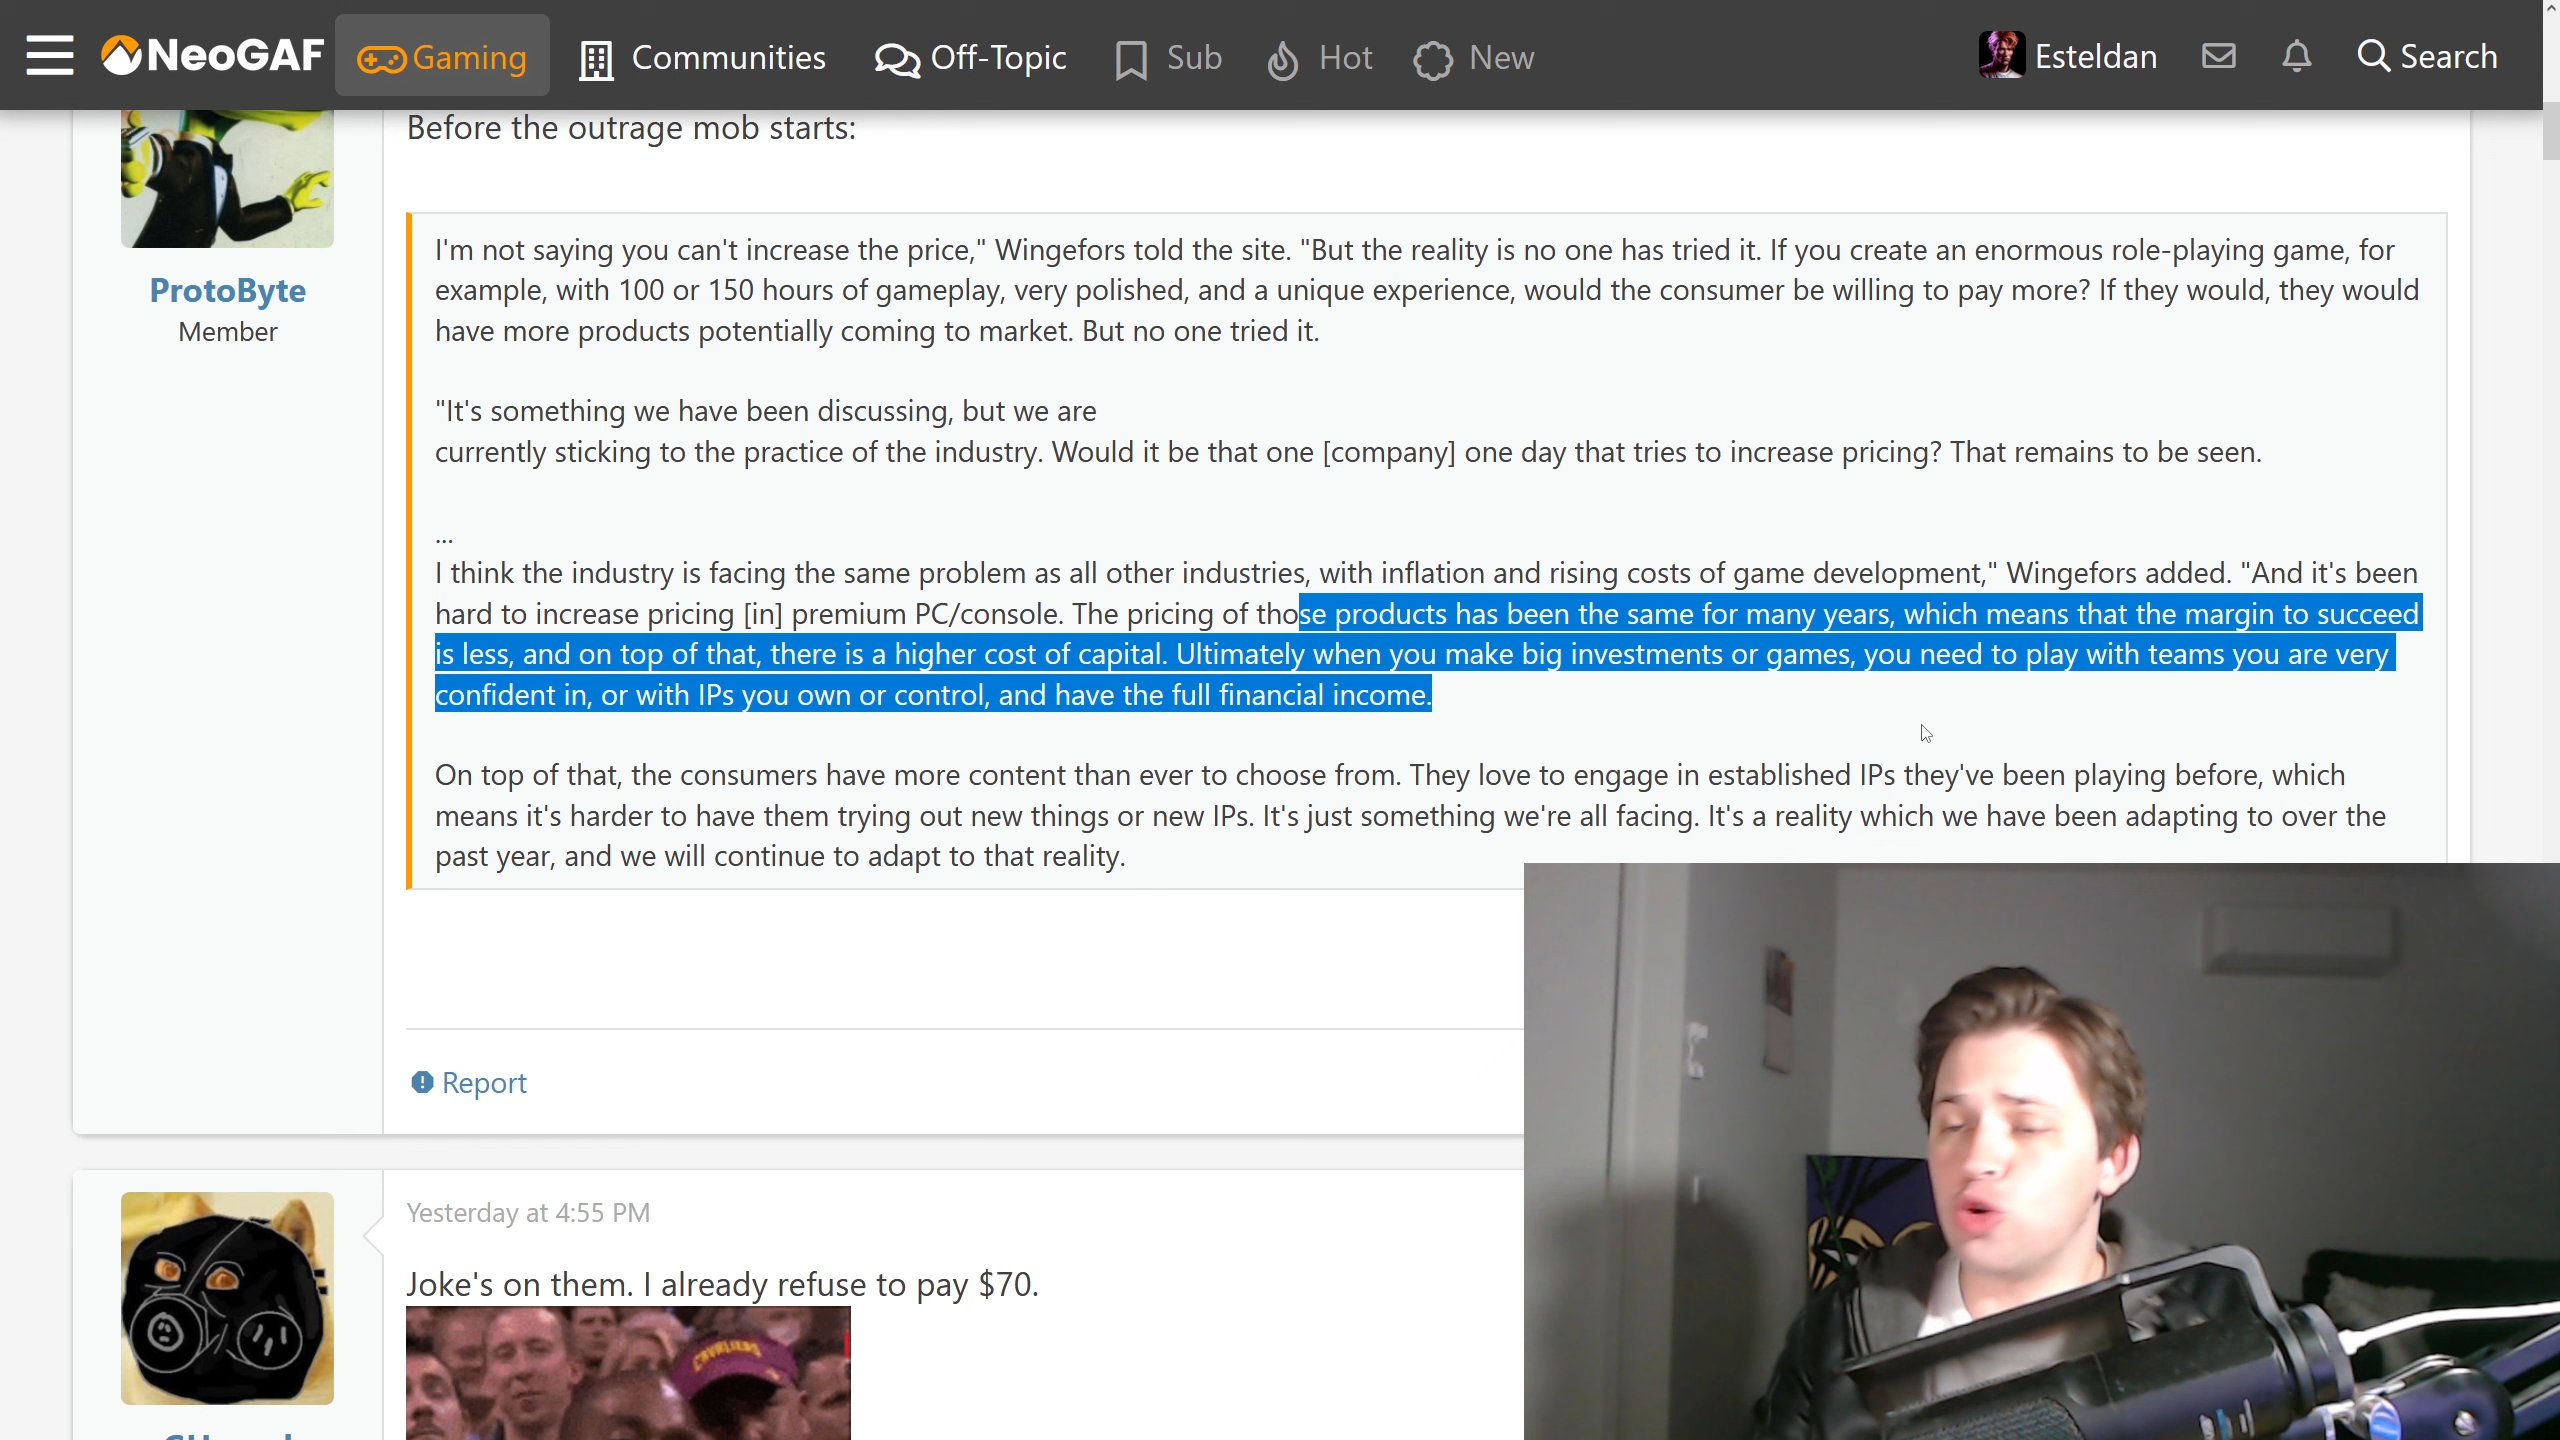 NeoGAF
Gaming
Communities
Off-Topic
Sub
Hot
New
Esteldan
Search
Before the outrage mob starts:
ProtoByte
Member
I'm not saying you can't increase the price," Wingefors told the site. "But the reality is no one has tried it. If you create an enormous role-playing game, for
example, with 100 or 150 hours of gameplay, very polished, and a unique experience, would the consumer be willing to pay more? If they would, they would
have more products potentially coming to market. But no one tried it.
"It's something we have been discussing, but we are
currently sticking to the practice of the industry. Would it be that one [company] one day that tries to increase pricing? That remains to be seen.
...
I think the industry is facing the same problem as all other industries, with inflation and rising costs of game development," Wingefors added. "And it's been
hard to increase pricing [in] premium PC/console. The pricing of those products has been the same for many years, which means that the margin to succeed
is less, and on top of that, there is a higher cost of capital. Ultimately when you make big investments or games, you need to play with teams you are very
confident in, or with IPs you own or control, and have the full financial income.
On top of that, the consumers have more content than ever to choose from. They love to engage in established IPs they've been playing before, which
means it's harder to have them trying out new things or new IPs. It's just something we're all facing. It's a reality which we have been adapting to over the
past year, and we will continue to adapt to that reality.
Report
Yesterday at 4:55 PM
Joke's on them. I already refuse to pay $70.
CAVALIERS